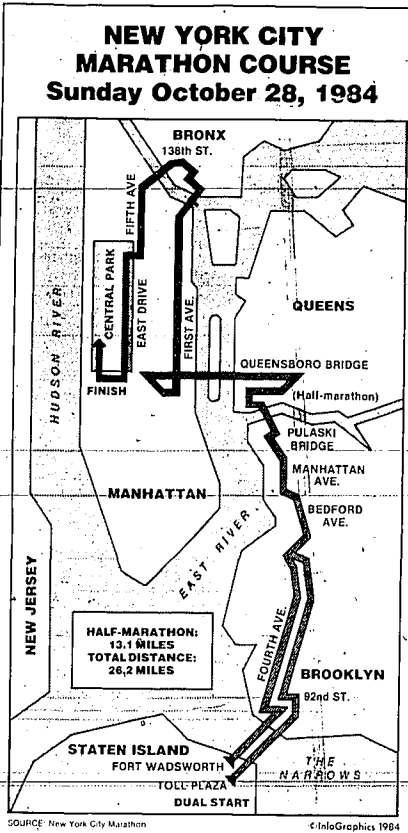 NEW YORK CITY
MARATHON COURSE
Sunday October 28, 1984
BRONX
138th ST.
FIFTH AVE
CENTRAL PARK
EAST DRIVE
FIRST AVE.
HUDSON RIVER
QUEENS
QUEENSBORO BRIDGE
FINISH
(Half-marathon)
PULASKI
BRIDGE
MANHATTAN
AVE.
MANHATTAN
BEDFORD
AVE.
EAST RIVER
NEW JERSEY
HALF-MARATHON:
13.1 MILES
TOTAL DISTANCE:
26,2 MILES
FOURTH AVE.
BROOKLYN
92nd ST.
STATEN ISLAND
FORT WADSWORTH
THE
NARROWS
TOLL PLAZA
DUAL START
SOURCE: New York City Marathon
© InfoGraphics 1984